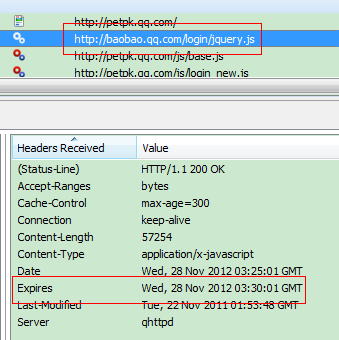 http://petpk.qq.com/
http://baobao.qq.com/login/jquery.js
http://petpk.qq.com/js/base.js
http://petpk.qq.com/js/login_new.js
Headers Received Value
(Status-Line) HTTP/1.1 200 OK
Accept-Ranges bytes
Cache-Control max-age=300
Connection keep-alive
Content-Length 57254
Content-Type application/x-javascript
Date Wed, 28 Nov 2012 03:25:01 GMT
Expires Wed, 28 Nov 2012 03:30:01 GMT
Last-Modified Tue, 22 Nov 2011 01:53:48 GMT
Server qhttpd